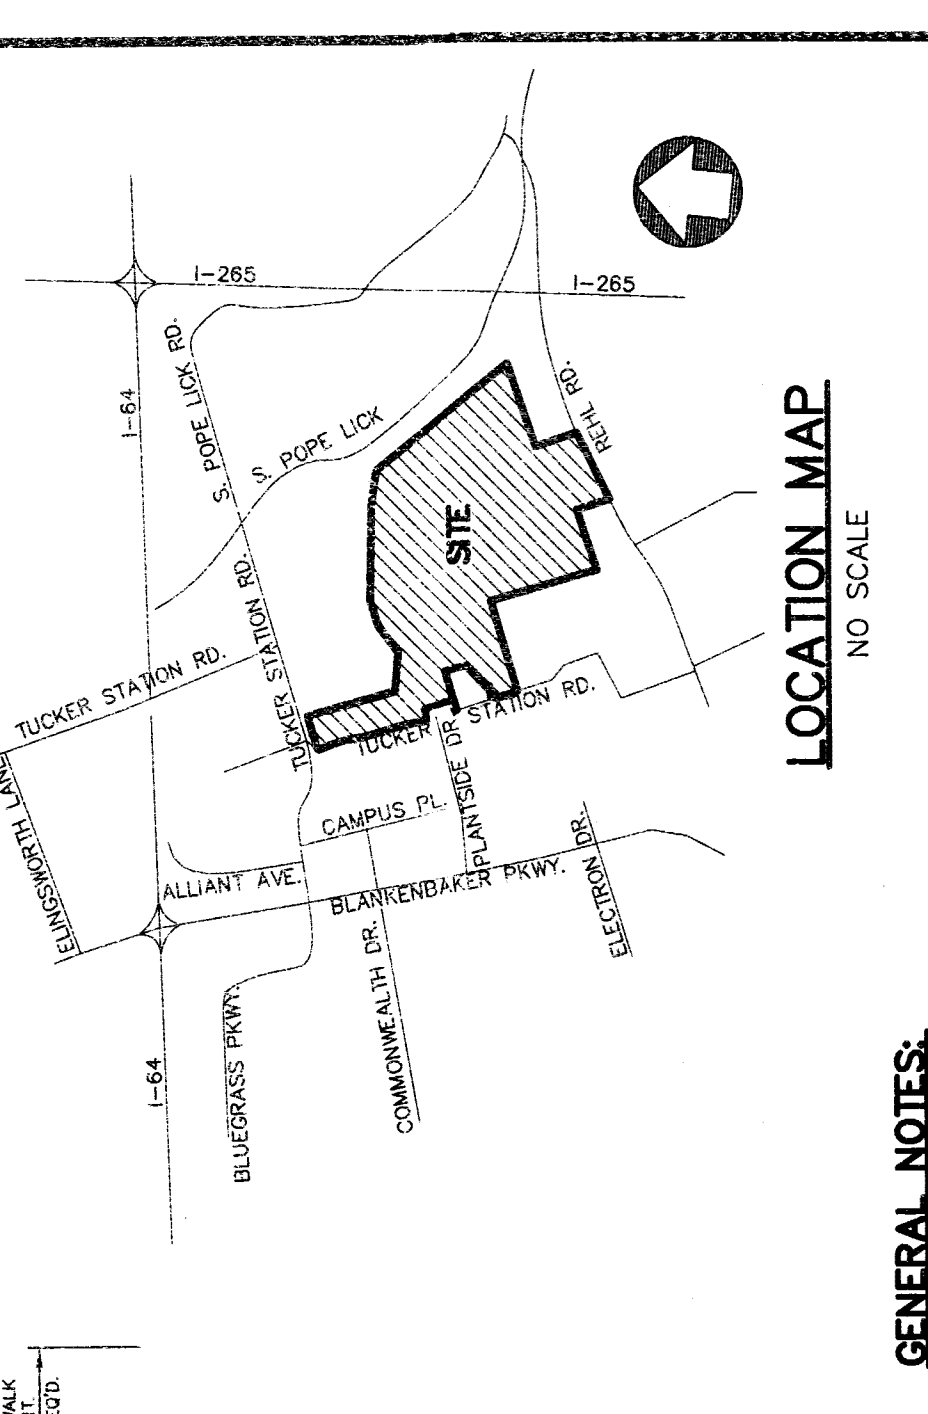 I-265
I-265
I-64
S. POPE LICK RD.
S. POPE LICK
REHL RD.
SITE
TUCKER STATION RD.
TUCKER STATION RD.
TUCKER STATION RD.
PLANTSIDE DR.
CAMPUS PL.
ELINGSWORTH LANE
ALLIANT AVE.
BLANKENBAKER PKWY.
ELECTRON DR.
COMMONWEALTH DR.
BLUEGRASS PKWY.
I-64
LOCATION MAP
NO SCALE
GENERAL NOTES: